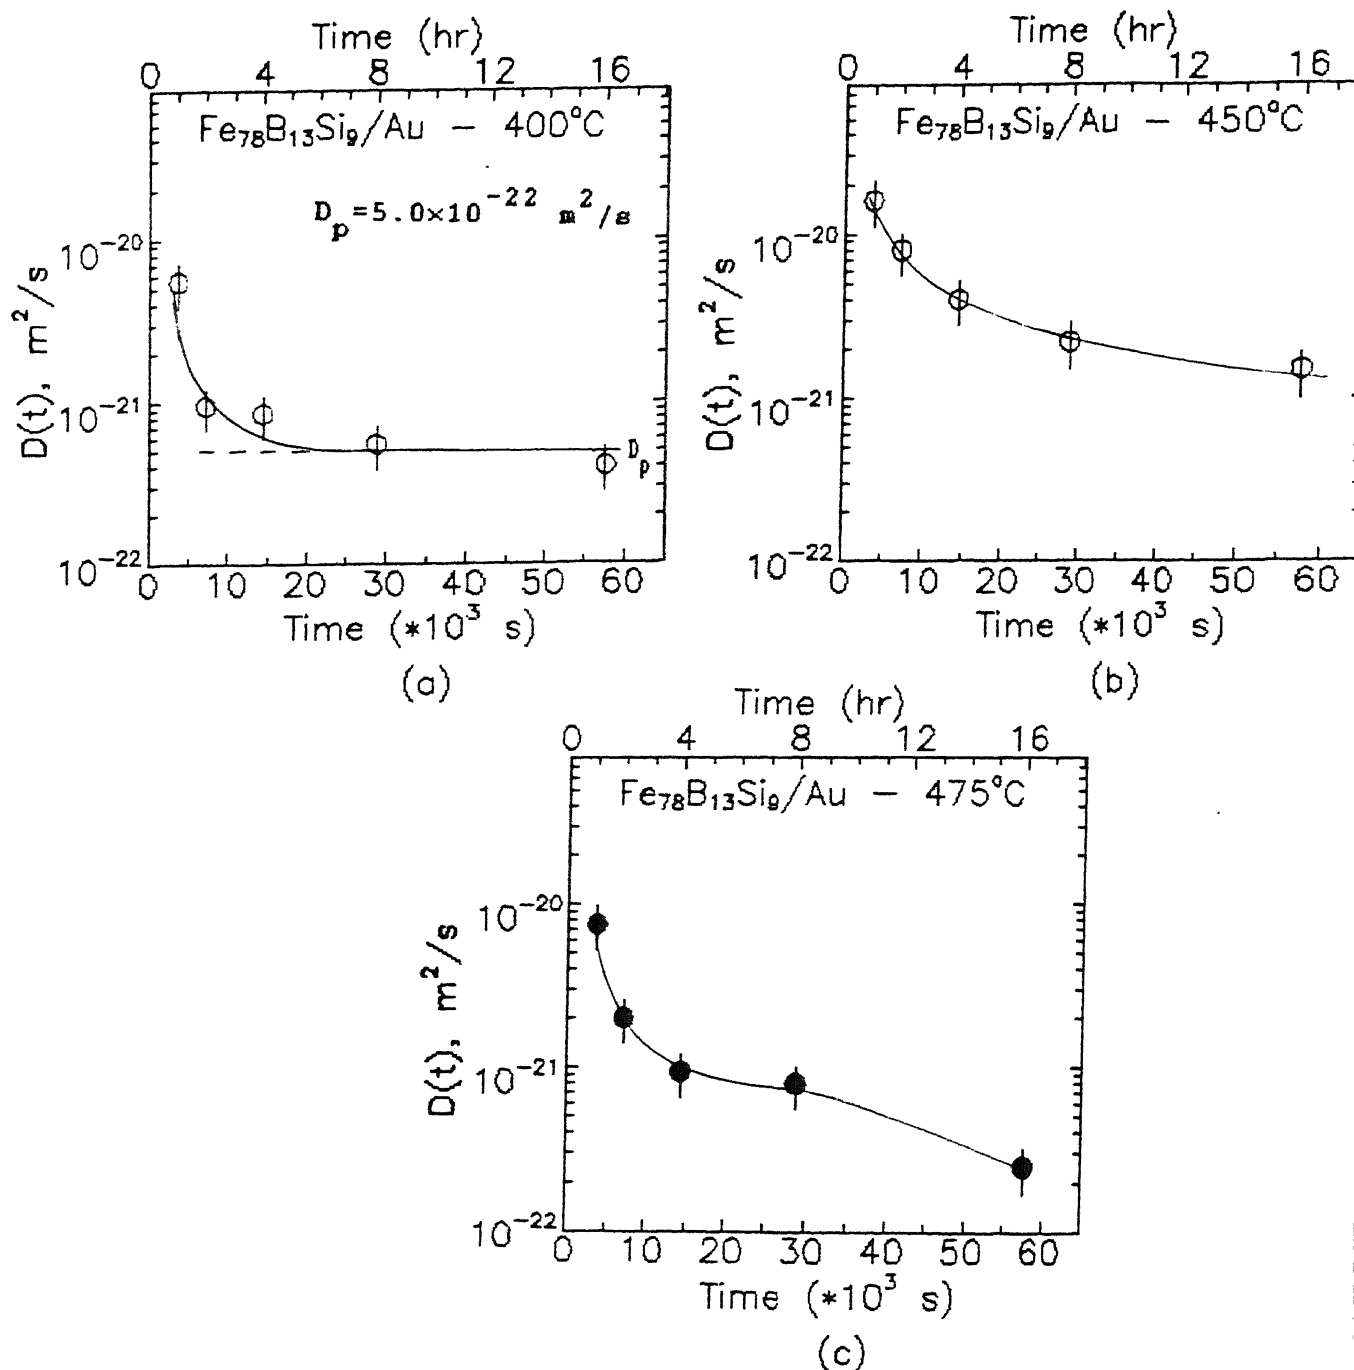 Time (hr)
0 4 8 12 16
Fe₇₈B₁₃Si₉/Au − 400°C
D_p=5.0×10⁻²² m²/s
10⁻²⁰
10⁻²¹
10⁻²²
D(t), m²/s
D_p
0 10 20 30 40 50 60
Time (*10³ s)
(a)
Time (hr)
0 4 8 12 16
Fe₇₈B₁₃Si₉/Au − 450°C
10⁻²⁰
10⁻²¹
10⁻²²
D(t), m²/s
0 10 20 30 40 50 60
Time (*10³ s)
(b)
Time (hr)
0 4 8 12 16
Fe₇₈B₁₃Si₉/Au − 475°C
10⁻²⁰
10⁻²¹
10⁻²²
D(t), m²/s
0 10 20 30 40 50 60
Time (*10³ s)
(c)